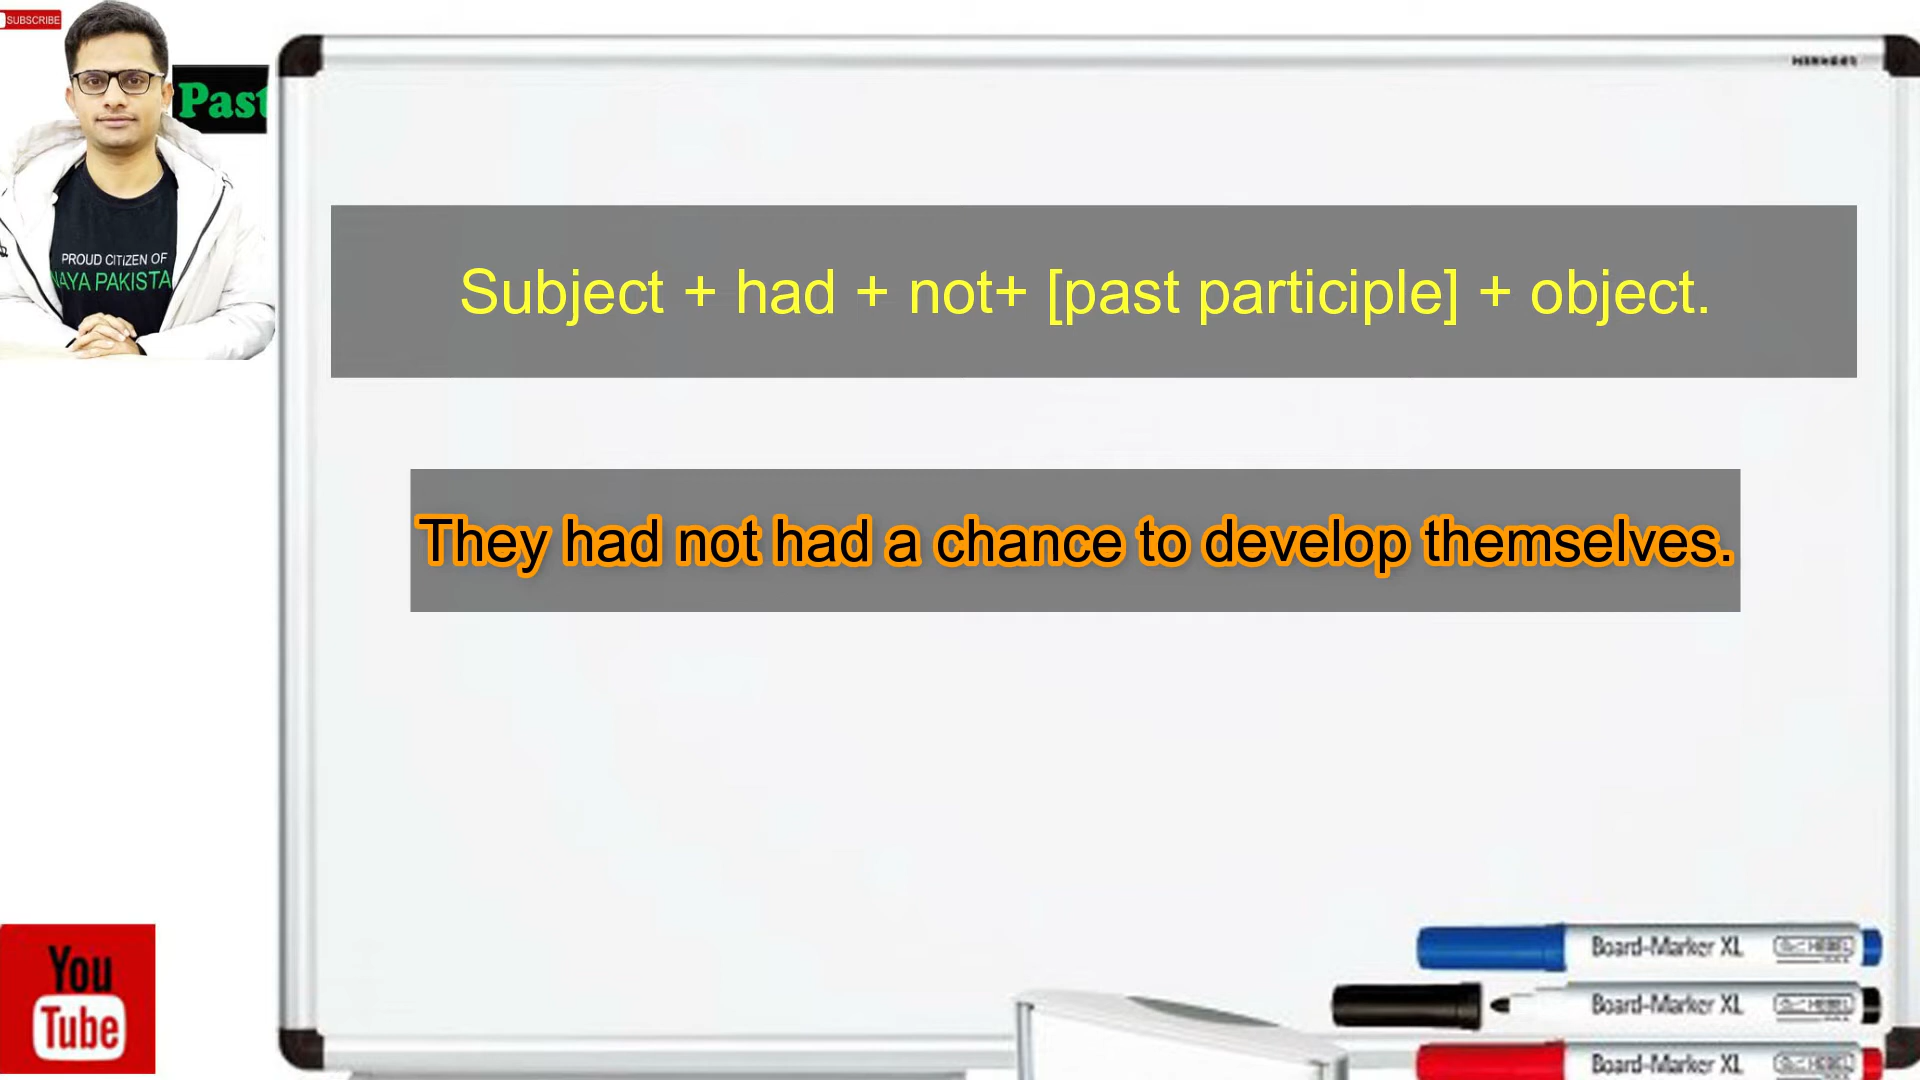 SUBSCRIBE
Past
PROUD CITIZEN OF
NAYA PAKISTA
Subject + had + not+ [past participle] + object.
They had not had a chance to develop themselves.
You
Tube
Board-Marker XL
Board-Marker XL
Board-Marker XL